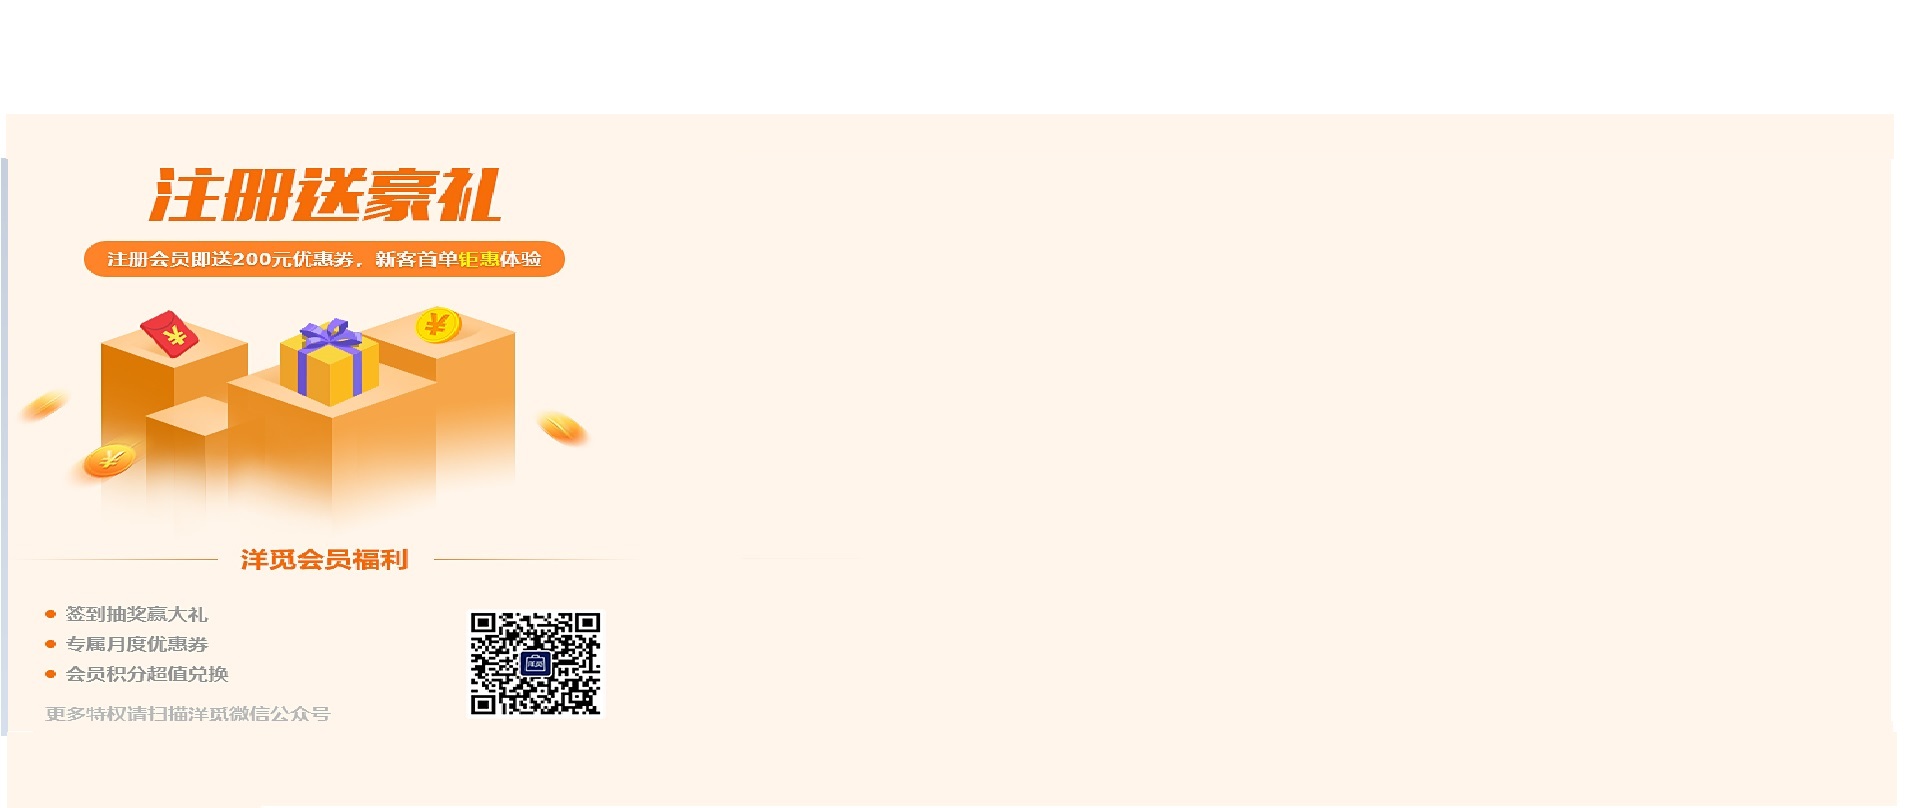 注册送豪礼
注册会员即送200元优惠券，新客首单钜惠体验
洋觅会员福利
签到抽奖赢大礼
专属月度优惠券
会员积分超值兑换
洋觅
更多特权请扫描洋觅微信公众号